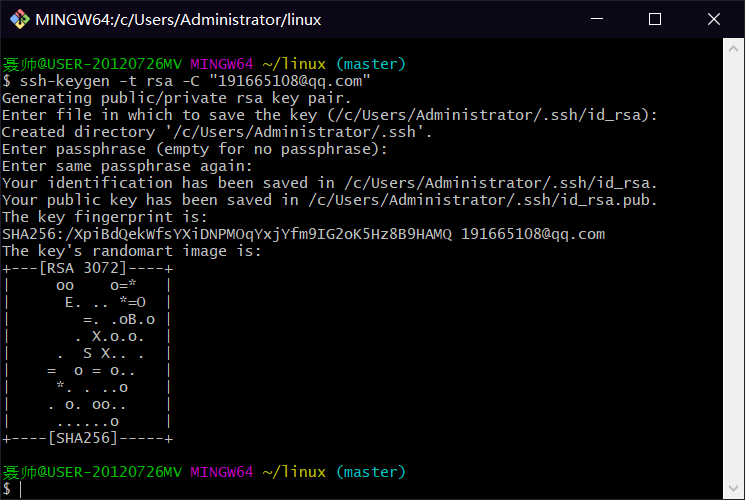 MINGW64:/c/Users/Administrator/linux
聂帅@USER-20120726MV MINGW64 ~/linux (master)
$ ssh-keygen -t rsa -C "191665108@qq.com"
Generating public/private rsa key pair.
Enter file in which to save the key (/c/Users/Administrator/.ssh/id_rsa):
Created directory '/c/Users/Administrator/.ssh'.
Enter passphrase (empty for no passphrase):
Enter same passphrase again:
Your identification has been saved in /c/Users/Administrator/.ssh/id_rsa.
Your public key has been saved in /c/Users/Administrator/.ssh/id_rsa.pub.
The key fingerprint is:
SHA256:/XpiBdQekWfsYXiDNPMOqYxjYfm9IG2oK5Hz8B9HAMQ 191665108@qq.com
The key's randomart image is:
+---[RSA 3072]----+
|     oo    o=*   |
|      E. .. *=O  |
|        =. .oB.o |
|       . X.o.o.  |
|     .  S X.. .  |
|    =  o = o..   |
|     *. . ..o    |
|    . o. oo..    |
|     ......o     |
+----[SHA256]-----+
聂帅@USER-20120726MV MINGW64 ~/linux (master)
$